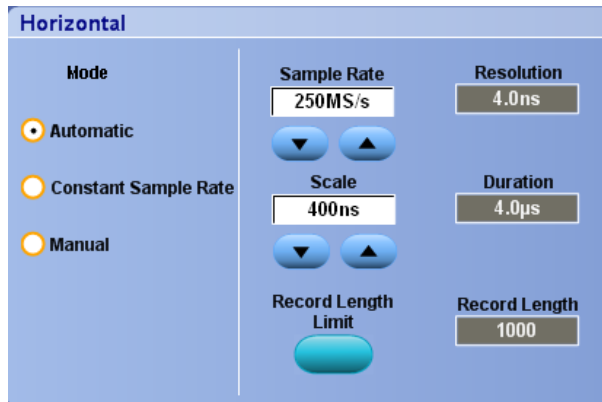 Horizontal
Mode
Automatic
Constant Sample Rate
Manual
Sample Rate
250MS/s
Scale
400ns
Record Length
Limit
Resolution
4.0ns
Duration
4.0µs
Record Length
1000